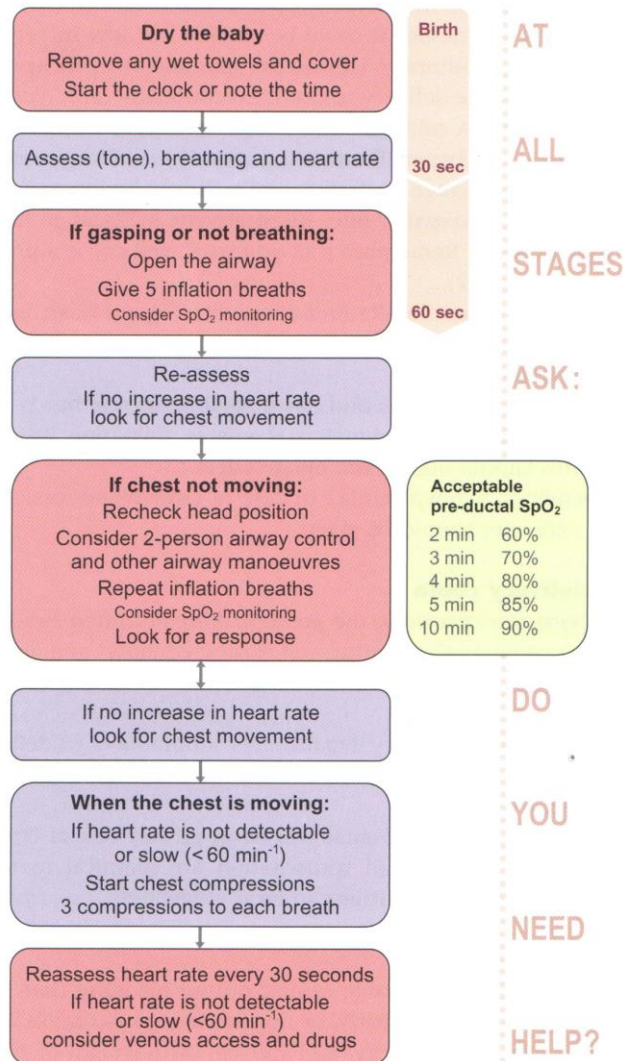 Dry the baby
Remove any wet towels and cover
Start the clock or note the time
Birth
AT
Assess (tone), breathing and heart rate
30 sec
ALL
If gasping or not breathing:
Open the airway
Give 5 inflation breaths
Consider SpO₂ monitoring
60 sec
STAGES
Re-assess
If no increase in heart rate
look for chest movement
ASK:
If chest not moving:
Recheck head position
Consider 2-person airway control
and other airway manoeuvres
Repeat inflation breaths
Consider SpO₂ monitoring
Look for a response
Acceptable
pre-ductal SpO₂
2 min 60%
3 min 70%
4 min 80%
5 min 85%
10 min 90%
If no increase in heart rate
look for chest movement
DO
When the chest is moving:
If heart rate is not detectable
or slow (< 60 min⁻¹)
Start chest compressions
3 compressions to each breath
YOU
NEED
Reassess heart rate every 30 seconds
If heart rate is not detectable
or slow (<60 min⁻¹)
consider venous access and drugs
HELP?